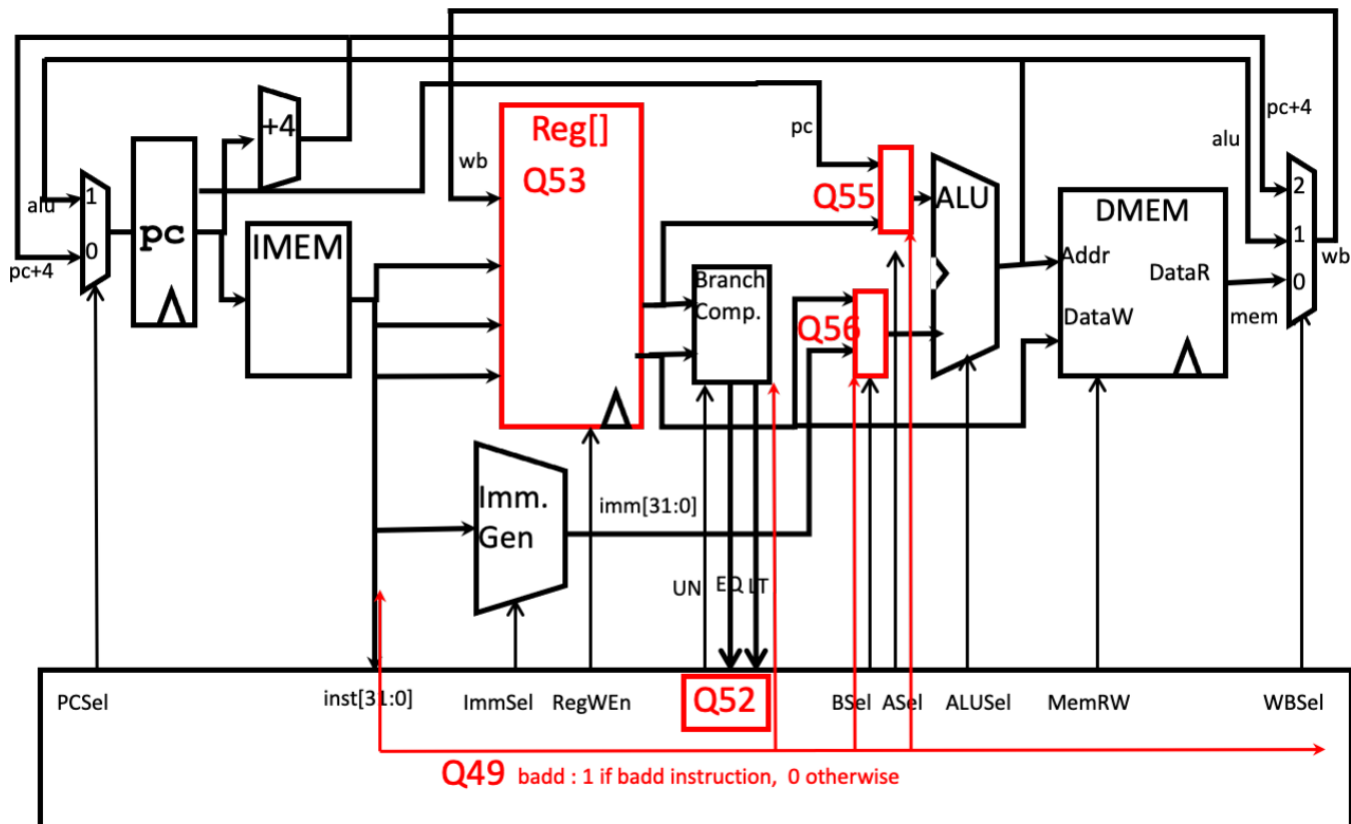 pc+4
alu
+4
Reg[]
Q53
wb
pc
alu
pc+4
1
0
pc
IMEM
Q55
ALU
DMEM
Addr
DataR
DataW
2
1
0
wb
mem
Branch
Comp.
Q56
Imm.
Gen
imm[31:0]
UN
EQ
LT
PCSel
inst[31:0]
ImmSel
RegWEn
Q52
BSel
ASel
ALUSel
MemRW
WBSel
Q49 badd : 1 if badd instruction, 0 otherwise